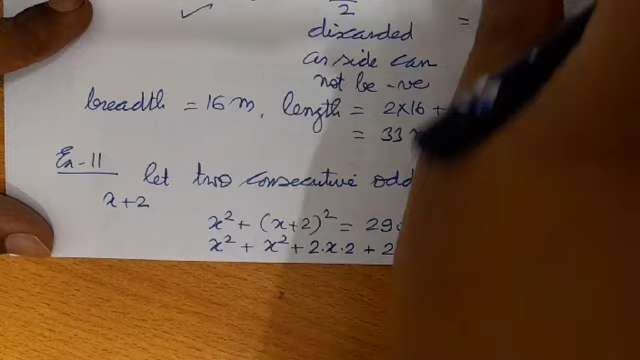 2
=
discarded
as side can
not be -ve
breadth = 16 m. length = 2×16 +
= 33
Ex-11 let two consecutive odd
x+2
x² + (x+2)² = 29
x² + x² + 2.x.2 + 2